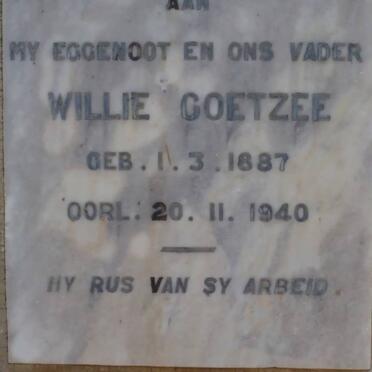 AAN
MY EGGENOOT EN ONS VADER
WILLIE COETZEE
GEB. 1. 3. 1887
OORL. 20. 11. 1940
HY RUS VAN SY ARBEID.